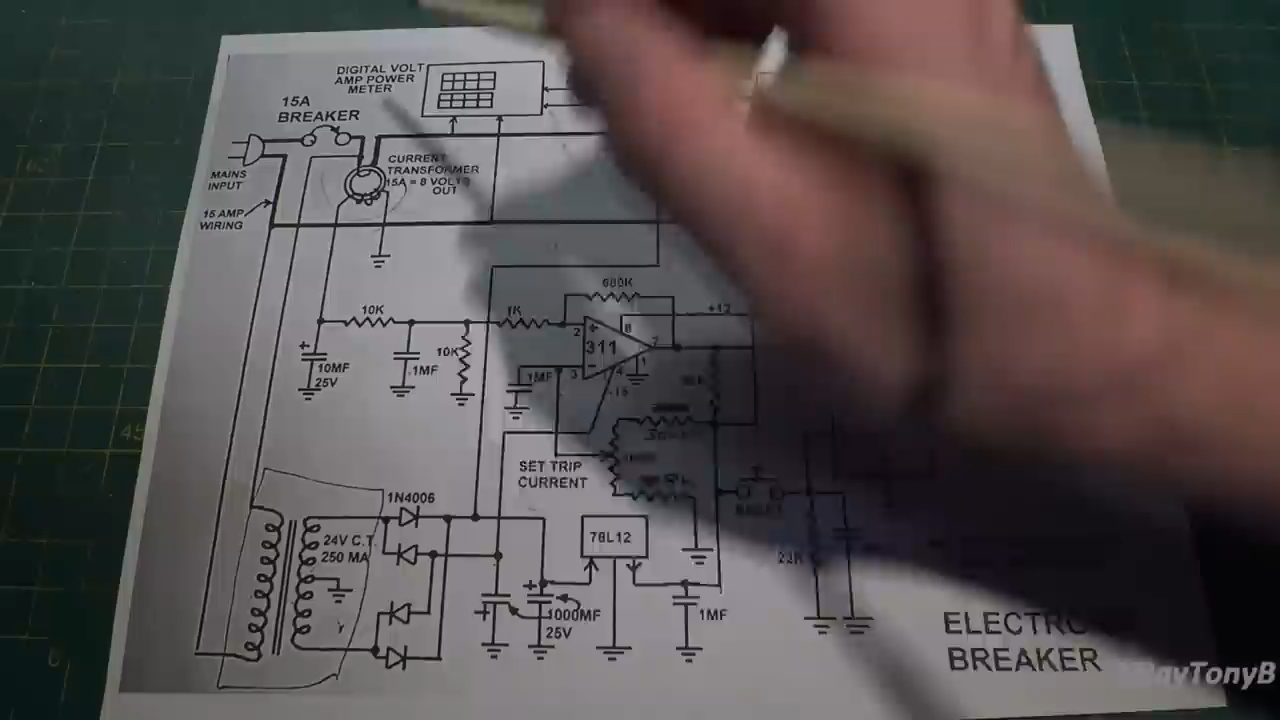 DIGITAL VOLT
AMP POWER
METER
15A
BREAKER
MAINS
INPUT
CURRENT
TRANSFORMER
15A = 8 VOLTS
OUT
15 AMP
WIRING
680K
10K
1K
+12
2
+
8
311
7
10K
+
10MF
25V
.1MF
.1MF
3
-
4
1
-15
SET TRIP
CURRENT
1N4006
24V C.T.
250 MA
78L12
+
+
1000MF
25V
1MF
22K
BREAKER
TonyB